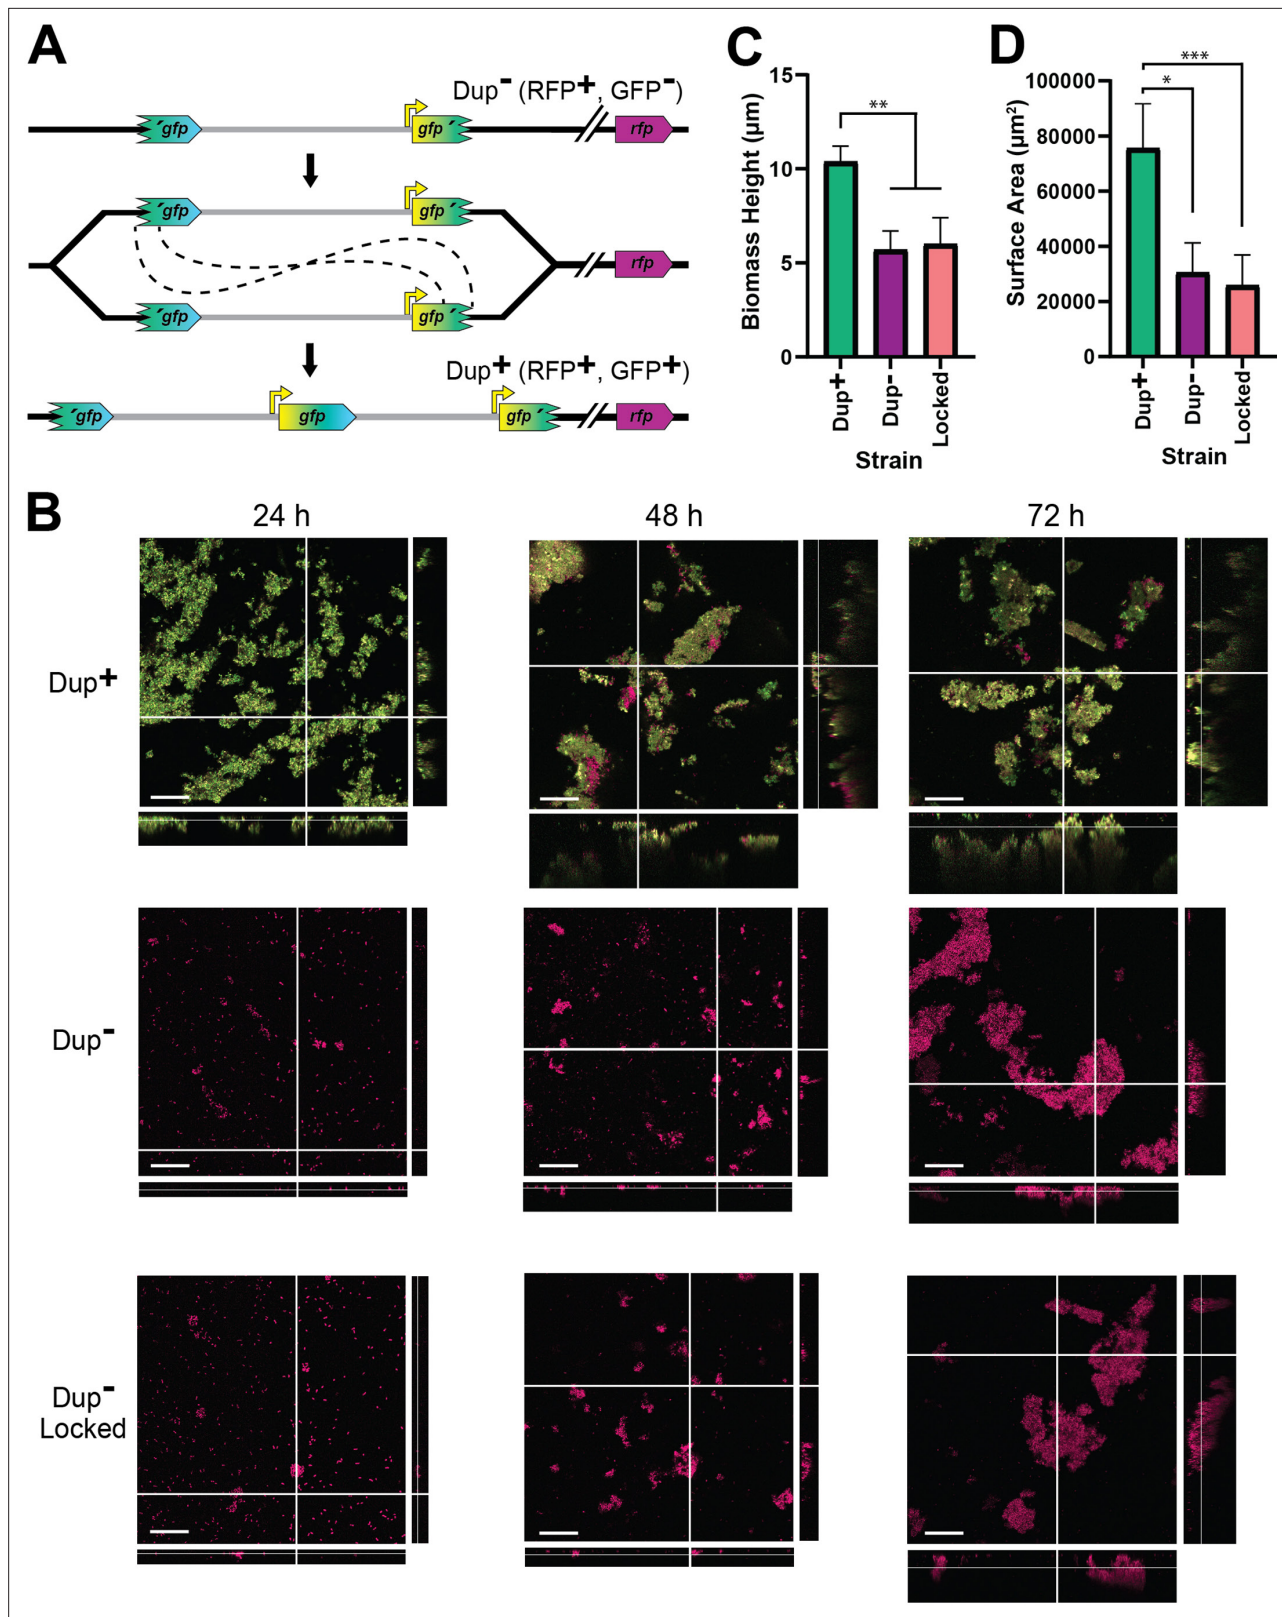 A
Dup- (RFP+, GFP-)
´gfp
gfp´
rfp
´gfp
gfp´
rfp
´gfp
gfp´
Dup+ (RFP+, GFP+)
´gfp
gfp
gfp´
rfp
C
15
10
5
0
Biomass Height (µm)
**
Dup+
Dup-
Locked
Strain
D
100000
80000
60000
40000
20000
0
Surface Area (µm²)
***
*
Dup+
Dup-
Locked
Strain
B
24 h
48 h
72 h
Dup+
Dup-
Dup-
Locked